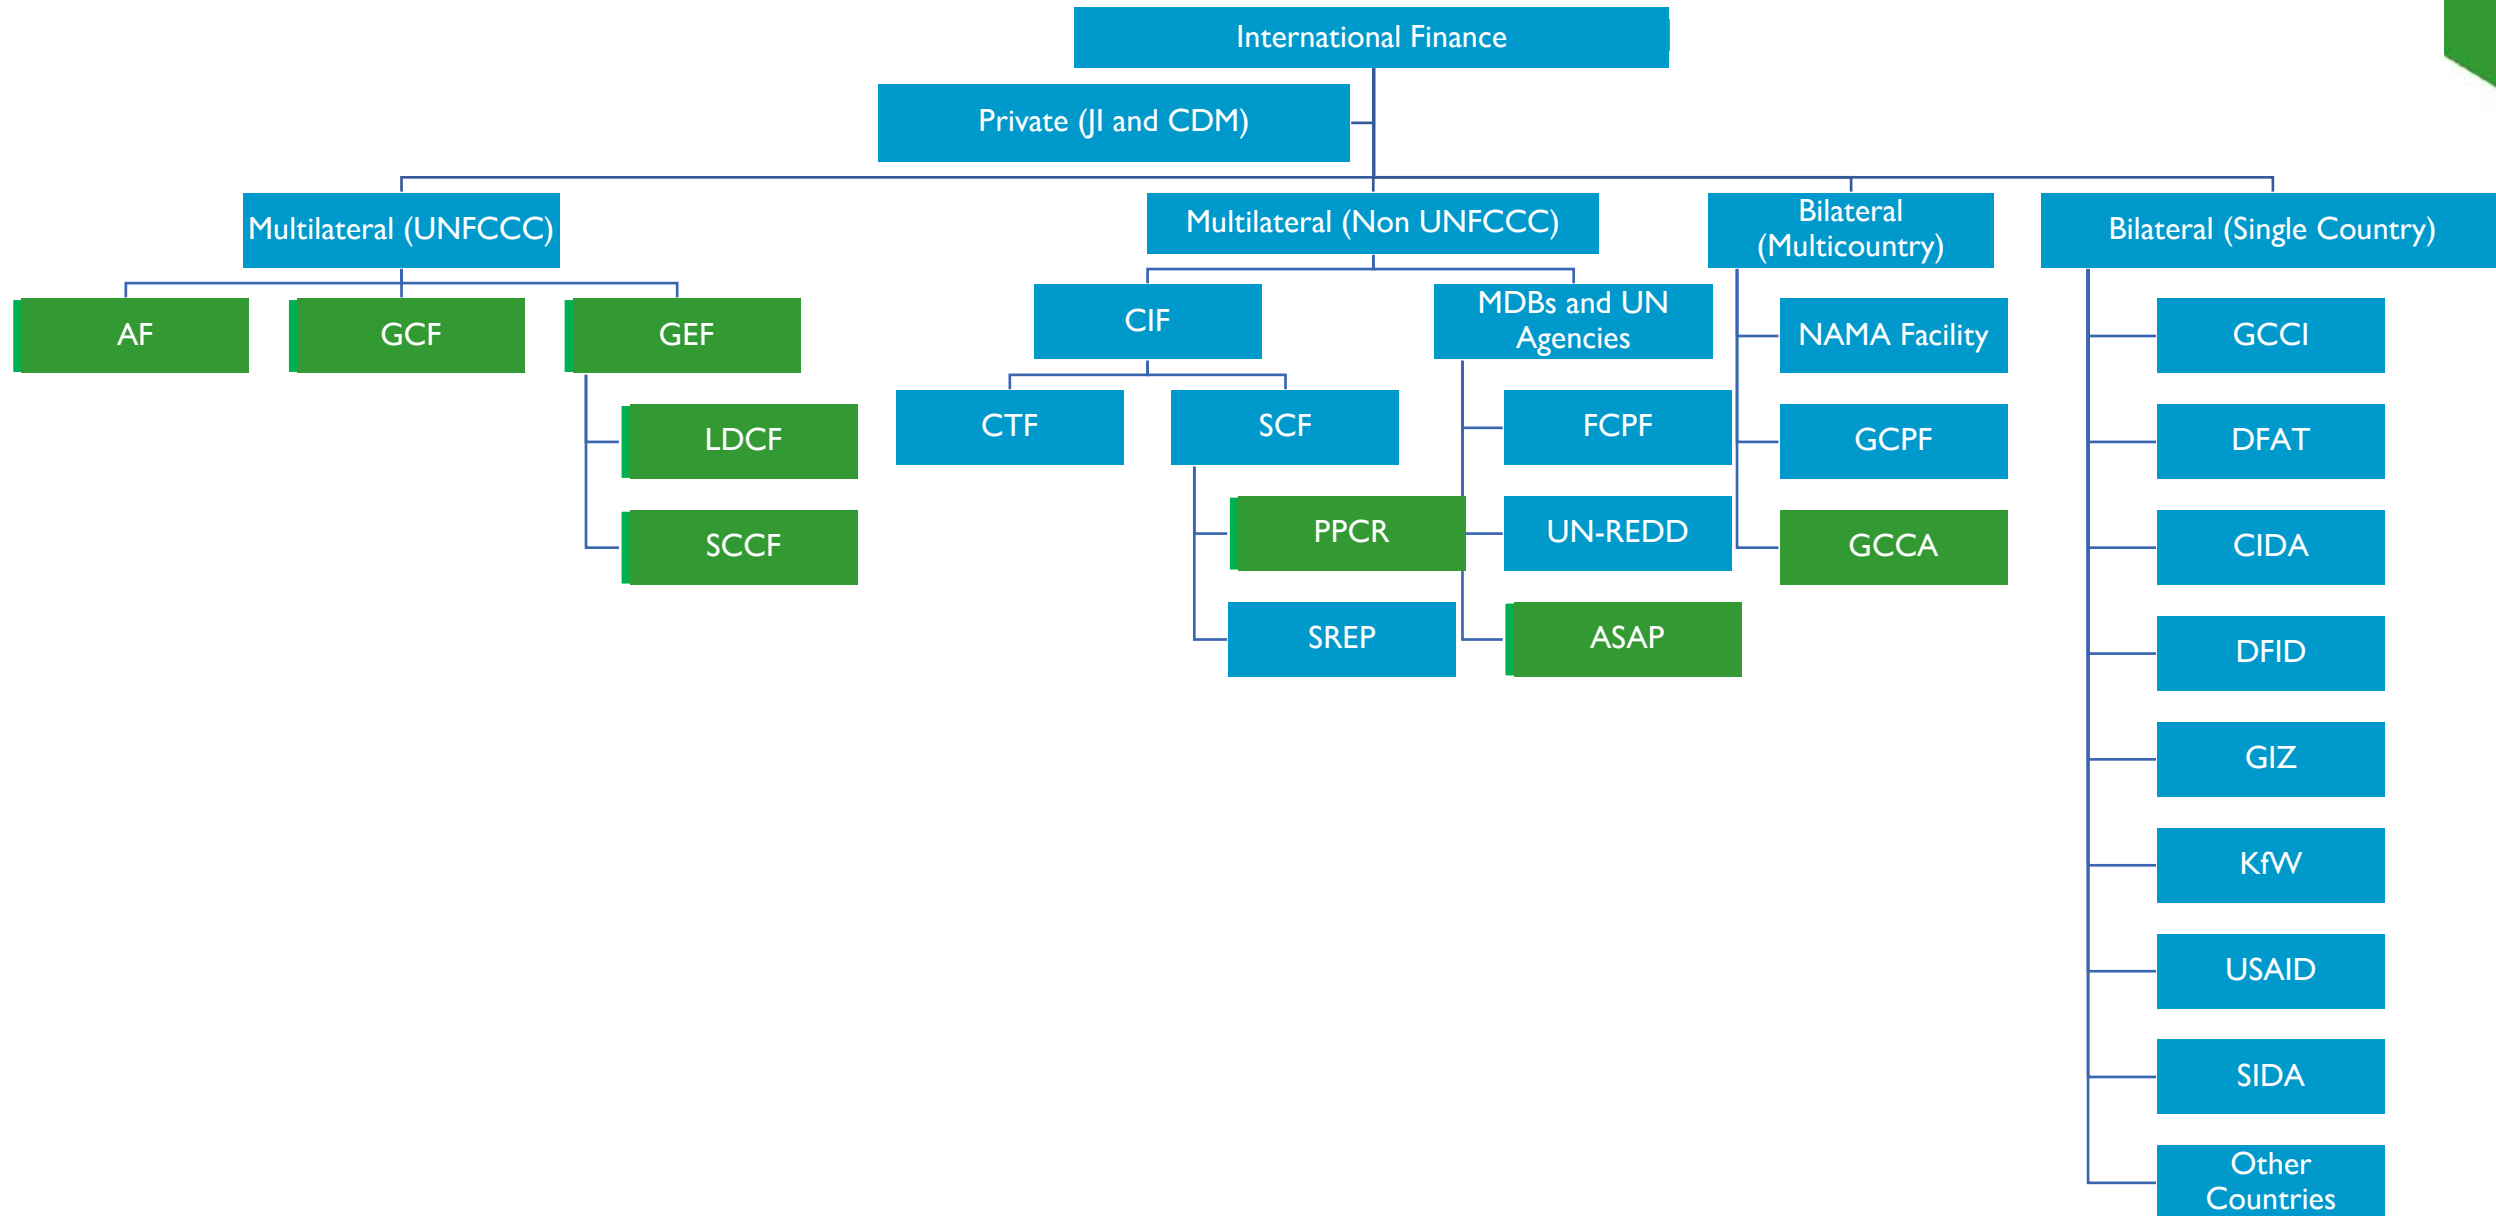 International Finance
Private (JI and CDM)
Multilateral (UNFCCC)
Multilateral (Non UNFCCC)
Bilateral
(Multicountry)
Bilateral (Single Country)
AF
GCF
GEF
LDCF
SCCF
CIF
MDBs and UN
Agencies
CTF
SCF
PPCR
SREP
FCPF
UN-REDD
ASAP
NAMA Facility
GCPF
GCCA
GCCI
DFAT
CIDA
DFID
GIZ
KfW
USAID
SIDA
Other
Countries